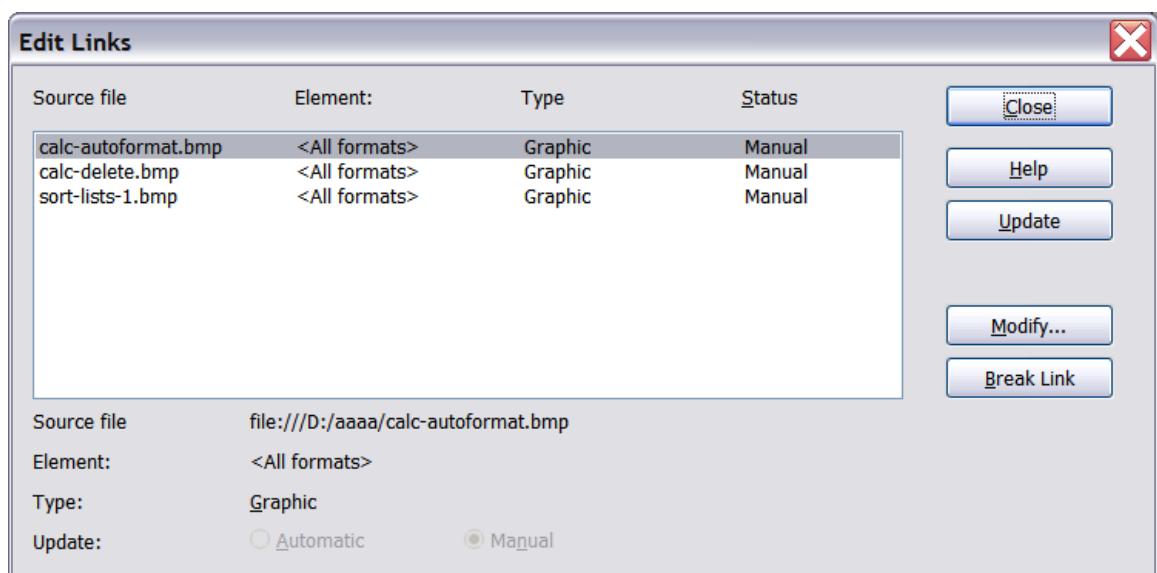 Edit Links
Source file Element: Type Status
calc-autoformat.bmp <All formats> Graphic Manual
calc-delete.bmp <All formats> Graphic Manual
sort-lists-1.bmp <All formats> Graphic Manual
Close
Help
Update
Modify...
Break Link
Source file file:///D:/aaaa/calc-autoformat.bmp
Element: <All formats>
Type: Graphic
Update: Automatic Manual